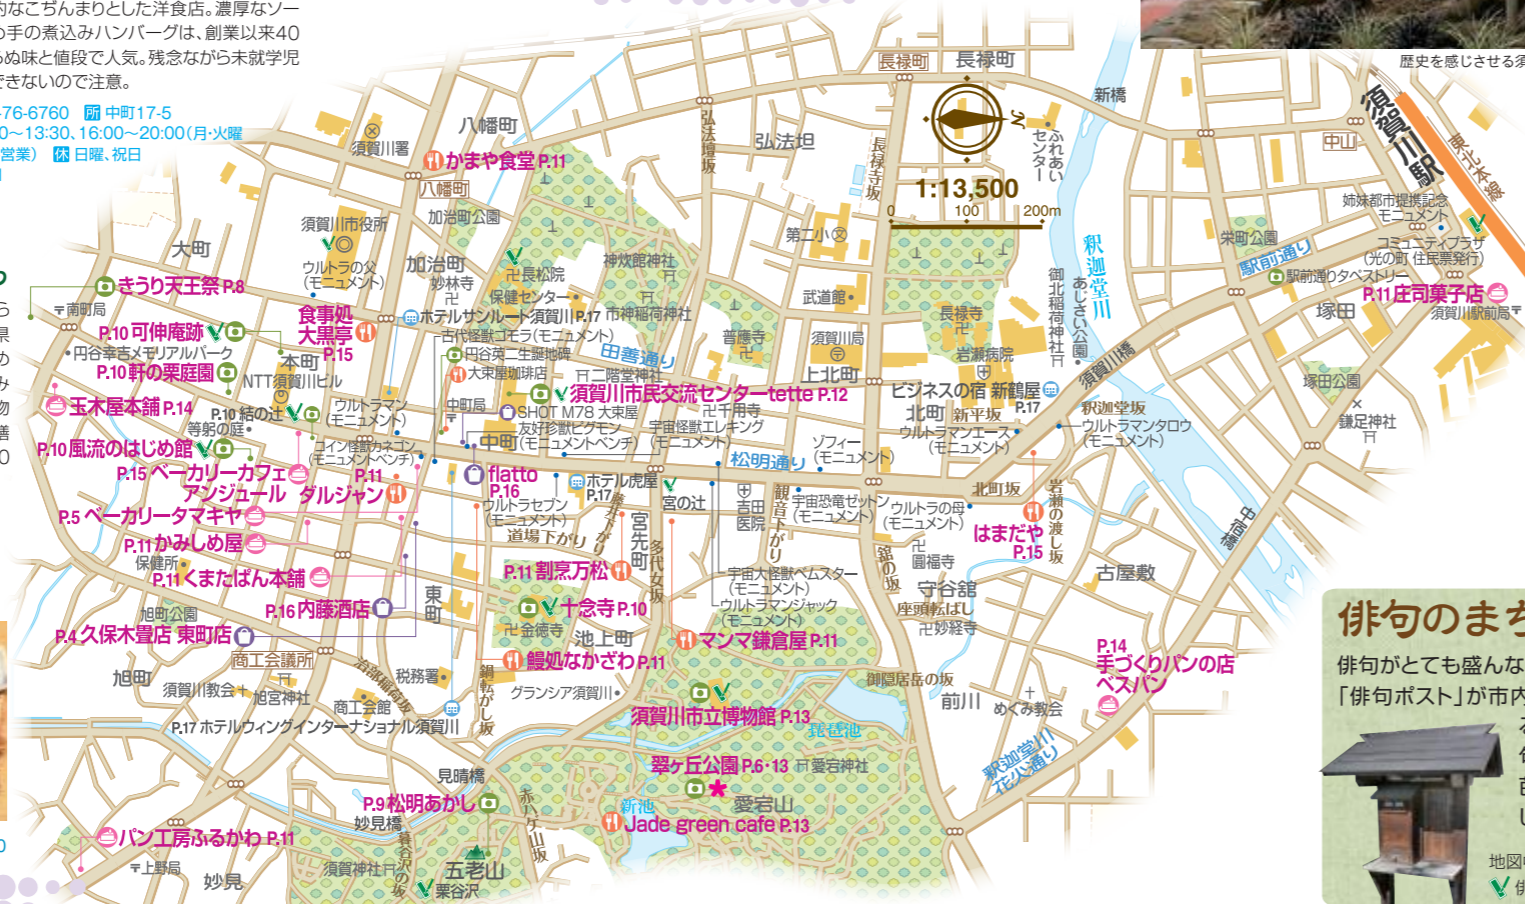 的なこぢんまりとした洋食店。濃厚なソー
手の煮込みハンバーグは、創業以来40
ぬ味と値段で人気。残念ながら未就学児
できないので注意。
-76-6760 所 中町17-5
0〜13:30、16:00〜20:00(月・火曜
営業) 休 日曜、祝日
歴史を感じさせる須
長禄町
長禄町
新橋
須賀川駅
東北本線
中山
八幡町
須賀川署
かまや食堂 P.11
八幡町
弘法壇坂
弘法坦
長禄寺坂
ふれあいセンター
N
1:13,500
0 100 200m
姉妹都市提携記念
モニュメント
コミュニティプラザ
(光の町 住民票発行)
栄町公園
駅前通り
駅前通りタペストリー
P.11 庄司菓子店
須賀川駅前局
塚田
塚田公園
鎌足神社
釈迦堂川
須賀川市役所
加治町公園
大町
ウルトラの父
(モニュメント)
加治町
妙林寺
長松院
保健センター
神炊館神社
市神稲荷神社
第二小
武道館
須賀川局
長禄寺
岩瀬病院
御北稲荷神社
あじさい公園
須賀川橋
きうり天王祭 P.8
南町局
食事処
大黒亭
P.15
ホテルサンルート須賀川 P.17
P.10 可伸庵跡
円谷幸吉メモリアルパーク
本町
古代怪獣ゴモラ(モニュメント)
円谷英二生誕地碑
大束屋珈琲店
田善通り
二階堂神社
普應寺
上北町
P.10 軒の栗庭園
NTT須賀川ビル
中町局
須賀川市民交流センターtette P.12
ビジネスの宿 新鶴屋
P.17
玉木屋本舗 P.14
P.10 結の辻
等躬の庭
ウルトラマン
(モニュメント)
SHOT M78 大束屋
友好珍獣ピグモン
(モニュメントベンチ)
千用寺
宇宙怪獣エレキング
(モニュメント)
北町
新平坂
ウルトラマンエース
(モニュメント)
釈迦堂坂
ウルトラマンタロウ
(モニュメント)
P.10 風流のはじめ館
コイン怪獣カネゴン
(モニュメントベンチ)
中町
松明通り
ゾフィー
(モニュメント)
P.15 ベーカリーカフェ
アンジュール
P.11
ダルジャン
flatto
P.16
ホテル虎屋
P.17
宮の辻
吉田医院
観音下がり
宇宙恐竜ゼットン
(モニュメント)
ウルトラの母
(モニュメント)
北町坂
岩瀬の渡し坂
はまだや
P.15
中宿橋
P.5 ベーカリータマキヤ
ウルトラセブン
(モニュメント)
道場下がり
宮先町
多代女坂
P.11 かみしめ屋
保健所
P.11 くまたぱん本舗
P.11 割烹万松
宇宙大怪獣ベムスター
(モニュメント)
ウルトラマンジャック
(モニュメント)
舘の坂
圓福寺
守谷舘
座頭転ばし
妙経寺
古屋敷
東町
P.16 内藤酒店
旭町公園
P.4 久保木畳店 東町店
十念寺 P.10
金徳寺
池上町
マンマ鎌倉屋 P.11
鰻処なかざわ P.11
商工会議所
旭町
須賀川教会
旭宮神社
商工会館
税務署
鍋転がし坂
グランシア須賀川
御隠居岳の坂
前川
めぐみ教会
P.14
手づくりパンの店
ベスパン
P.17 ホテルウィングインターナショナル須賀川
須賀川市立博物館 P.13
琵琶池
釈迦堂川
花火通り
見晴橋
翠ヶ丘公園 P.6・13
愛宕神社
愛宕山
新池
Jade green cafe P.13
P.9 松明あかし
妙見橋
赤ハゲ山坂
パン工房ふるかわ P.11
上野局
妙見
須賀神社
暮谷沢の坂
五老山
栗谷沢
俳句のまち
俳句がとても盛んな
「俳句ポスト」が市内
地図
俳